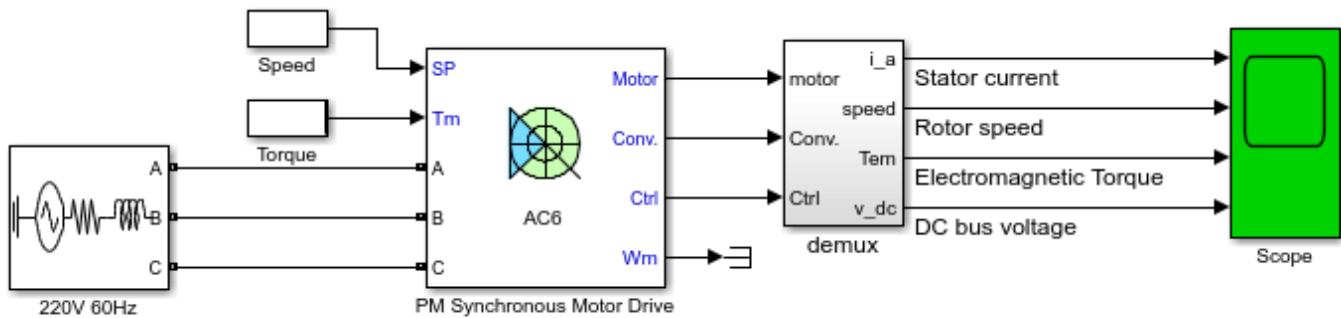 Speed
Torque
A
B
C
220V 60Hz
SP
Tm
A
B
C
AC6
Motor
Conv.
Ctrl
Wm
PM Synchronous Motor Drive
motor
Conv.
Ctrl
i_a
speed
Tem
v_dc
demux
Stator current
Rotor speed
Electromagnetic Torque
DC bus voltage
Scope